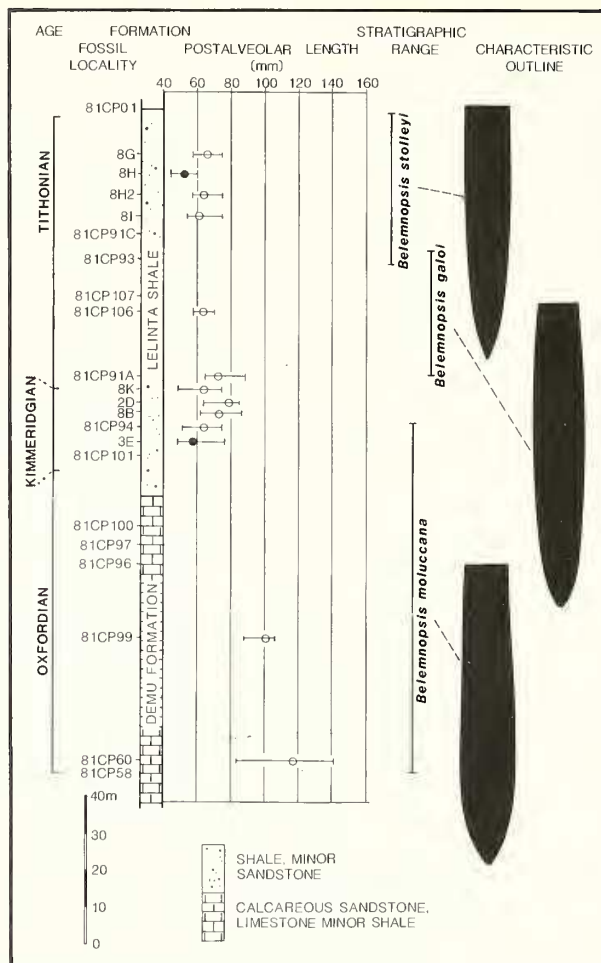 AGE FORMATION STRATIGRAPHIC
FOSSIL LOCALITY POSTALVEOLAR LENGTH (mm) RANGE CHARACTERISTIC OUTLINE
40 60 80 100 120 140 160
81CP01
8G
8H
8H2
8I
81CP91C
81CP93
81CP107
81CP106
81CP91A
8K
2D
8B
81CP94
3E
81CP101
81CP100
81CP97
81CP96
81CP99
81CP60
81CP58
TITHONIAN
KIMMERIDGIAN
OXFORDIAN
LELINTA SHALE
DEMU FORMATION
Belemnopsis stolleyi
Belemnopsis galoi
Belemnopsis moluccana
40m
30
20
10
0
SHALE, MINOR
SANDSTONE
CALCAREOUS SANDSTONE,
LIMESTONE MINOR SHALE